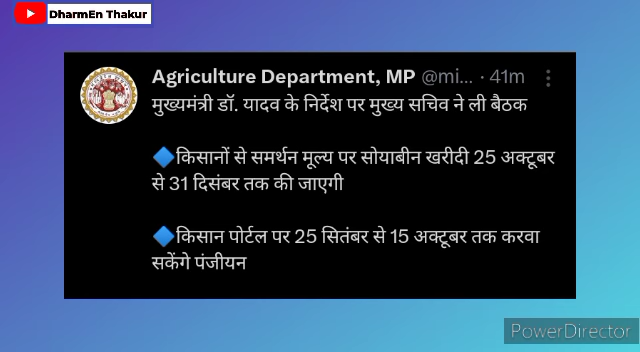 DharmEn Thakur
Agriculture Department, MP @mi... · 41m
मुख्यमंत्री डॉ. यादव के निर्देश पर मुख्य सचिव ने ली बैठक
🔷किसानों से समर्थन मूल्य पर सोयाबीन खरीदी 25 अक्टूबर
से 31 दिसंबर तक की जाएगी
🔷किसान पोर्टल पर 25 सितंबर से 15 अक्टूबर तक करवा
सकेंगे पंजीयन
PowerDirector